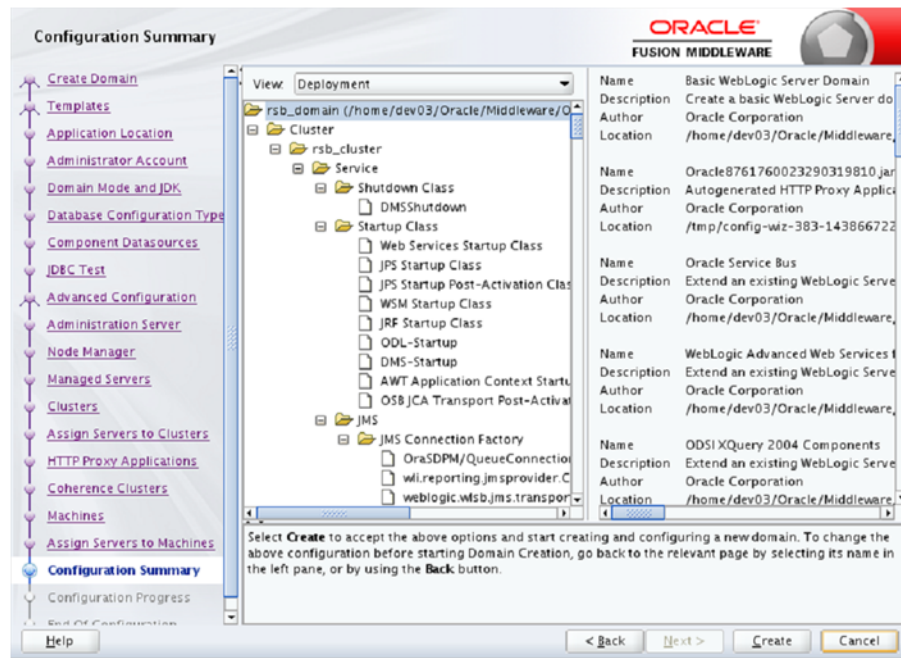 Configuration Summary
ORACLE
FUSION MIDDLEWARE
Create Domain
Templates
Application Location
Administrator Account
Domain Mode and JDK
Database Configuration Type
Component Datasources
JDBC Test
Advanced Configuration
Administration Server
Node Manager
Managed Servers
Clusters
Assign Servers to Clusters
HTTP Proxy Applications
Coherence Clusters
Machines
Assign Servers to Machines
Configuration Summary
Configuration Progress
End Of Configuration
View: Deployment
rsb_domain (/home/dev03/Oracle/Middleware/O
Cluster
rsb_cluster
Service
Shutdown Class
DMSShutdown
Startup Class
Web Services Startup Class
JPS Startup Class
JPS Startup Post-Activation Clas
WSM Startup Class
JRF Startup Class
ODL-Startup
DMS-Startup
AWT Application Context Startu
OSB JCA Transport Post-Activat
JMS
JMS Connection Factory
OraSDPM/QueueConnection
wli.reporting.jmsprovider.C
weblogic.wlsb.jms.transpor
Name Basic WebLogic Server Domain
Description Create a basic WebLogic Server do
Author Oracle Corporation
Location /home/dev03/Oracle/Middleware,
Name Oracle8761760023290319810.jar
Description Autogenerated HTTP Proxy Applica
Author Oracle Corporation
Location /tmp/config-wiz-383-143866722
Name Oracle Service Bus
Description Extend an existing WebLogic Serve
Author Oracle Corporation
Location /home/dev03/Oracle/Middleware,
Name WebLogic Advanced Web Services f
Description Extend an existing WebLogic Serve
Author Oracle Corporation
Location /home/dev03/Oracle/Middleware,
Name ODSI XQuery 2004 Components
Description Extend an existing WebLogic Serve
Author Oracle Corporation
Location /home/dev03/Oracle/Middleware,
Select Create to accept the above options and start creating and configuring a new domain. To change the
above configuration before starting Domain Creation, go back to the relevant page by selecting its name in
the left pane, or by using the Back button.
Help
< Back
Next >
Create
Cancel